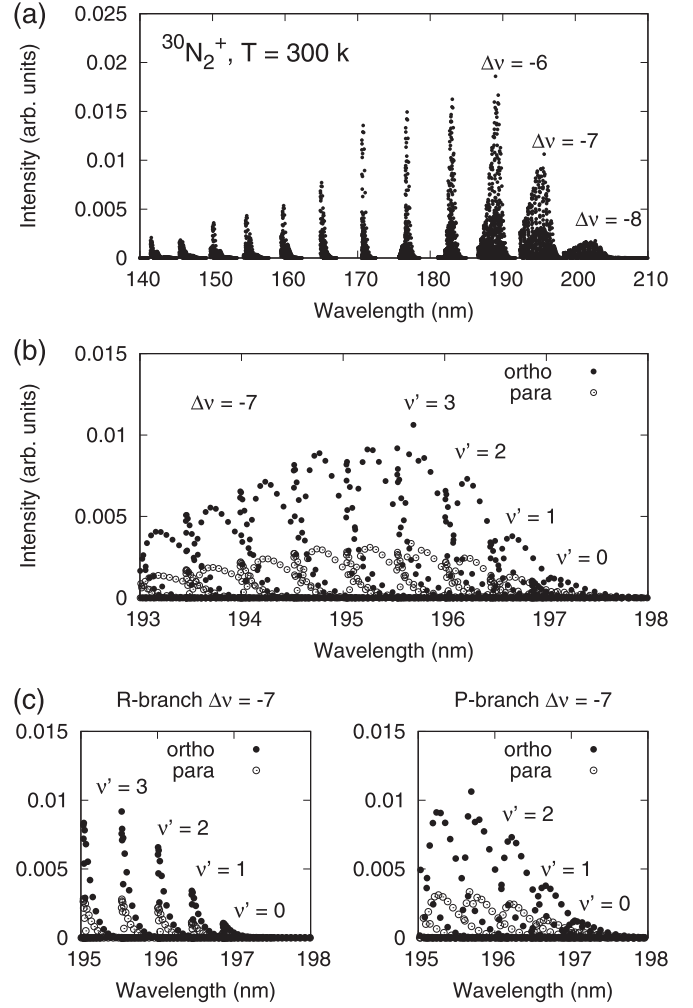 (a)
0.025
0.02
0.015
0.01
0.005
0
Intensity (arb. units)
³⁰N₂⁺, T = 300 k
Δν = -6
Δν = -7
Δν = -8
140 150 160 170 180 190 200 210
Wavelength (nm)
(b)
0.015
0.01
0.005
0
Intensity (arb. units)
Δν = -7
ortho
para
ν' = 3
ν' = 2
ν' = 1
ν' = 0
193 194 195 196 197 198
Wavelength (nm)
(c)
R-branch Δν = -7
0.015
0.01
0.005
0
ortho
para
ν' = 3
ν' = 2
ν' = 1
ν' = 0
195 196 197 198
Wavelength (nm)
P-branch Δν = -7
0.015
0.01
0.005
0
ortho
para
ν' = 2
ν' = 1
ν' = 0
195 196 197 198
Wavelength (nm)